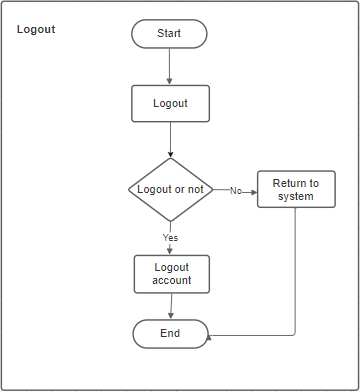 Logout
Start
Logout
Logout or not
No
Return to
system
Yes
Logout
account
End